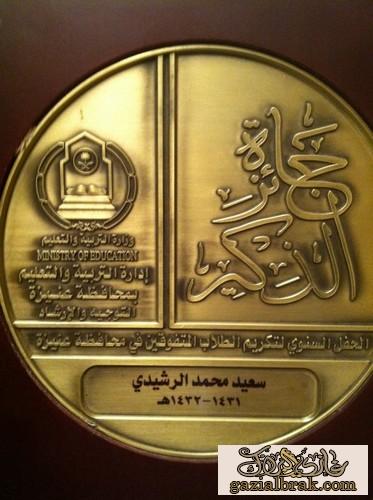 جائزة
الذكير
وزارة التربية والتعليم
MINISTRY OF EDUCATION
إدارة التربية والتعليم
بمحافظة عنيزة
التوجيه والإرشاد
الحفل السنوي لتكريم الطلاب المتفوقين في محافظة عنيزة
سعيد محمد الرشيدي
١٤٣١-١٤٣٢هـ
gazialbrak.com